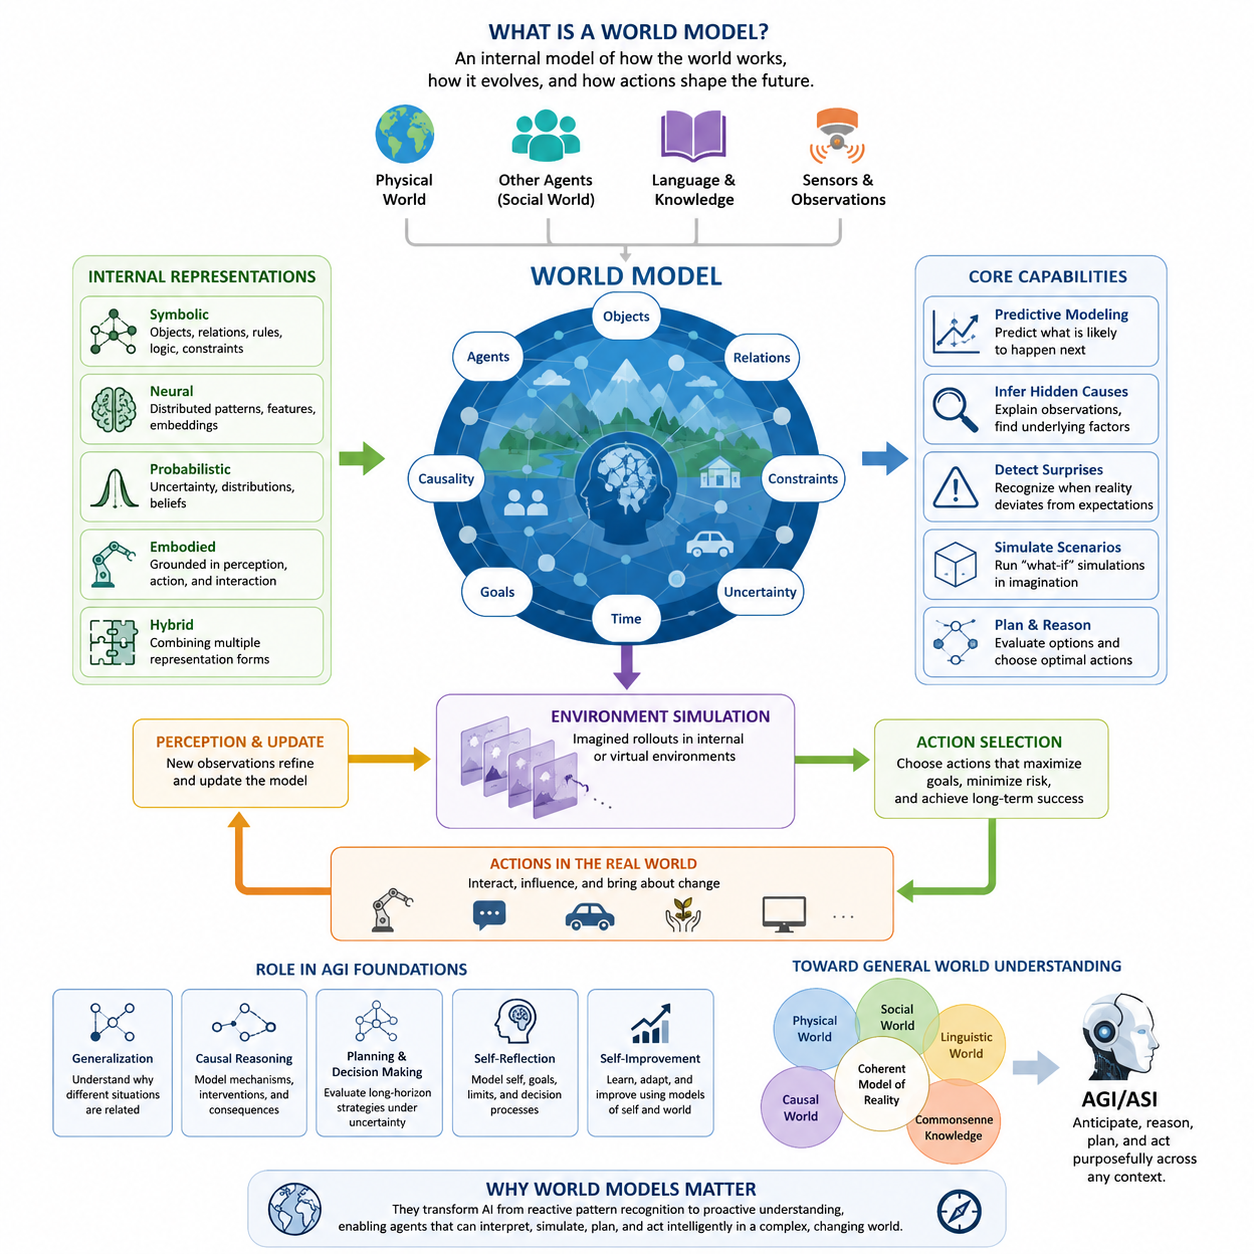 WHAT IS A WORLD MODEL?
An internal model of how the world works,
how it evolves, and how actions shape the future.
Physical
World
Other Agents
(Social World)
Language &
Knowledge
Sensors &
Observations
INTERNAL REPRESENTATIONS
Symbolic
Objects, relations, rules,
logic, constraints
Neural
Distributed patterns, features,
embeddings
Probabilistic
Uncertainty, distributions,
beliefs
Embodied
Grounded in perception,
action, and interaction
Hybrid
Combining multiple
representation forms
WORLD MODEL
Objects
Agents
Relations
Causality
Constraints
Goals
Uncertainty
Time
CORE CAPABILITIES
Predictive Modeling
Predict what is likely
to happen next
Infer Hidden Causes
Explain observations,
find underlying factors
Detect Surprises
Recognize when reality
deviates from expectations
Simulate Scenarios
Run "what-if" simulations
in imagination
Plan & Reason
Evaluate options and
choose optimal actions
PERCEPTION & UPDATE
New observations refine
and update the model
ENVIRONMENT SIMULATION
Imagined rollouts in internal
or virtual environments
ACTION SELECTION
Choose actions that maximize
goals, minimize risk,
and achieve long-term success
ACTIONS IN THE REAL WORLD
Interact, influence, and bring about change
...
ROLE IN AGI FOUNDATIONS
Generalization
Understand why
different situations
are related
Causal Reasoning
Model mechanisms,
interventions, and
consequences
Planning &
Decision Making
Evaluate long-horizon
strategies under
uncertainty
Self-Reflection
Model self, goals,
limits, and decision
processes
Self-Improvement
Learn, adapt, and
improve using models
of self and world
TOWARD GENERAL WORLD UNDERSTANDING
Physical
World
Social
World
Linguistic
World
Coherent
Model of
Reality
Causal
World
Commonsenne
Knowledge
AGI/ASI
Anticipate, reason,
plan, and act
purposefully across
any context.
WHY WORLD MODELS MATTER
They transform AI from reactive pattern recognition to proactive understanding,
enabling agents that can interpret, simulate, plan, and act intelligently in a complex, changing world.